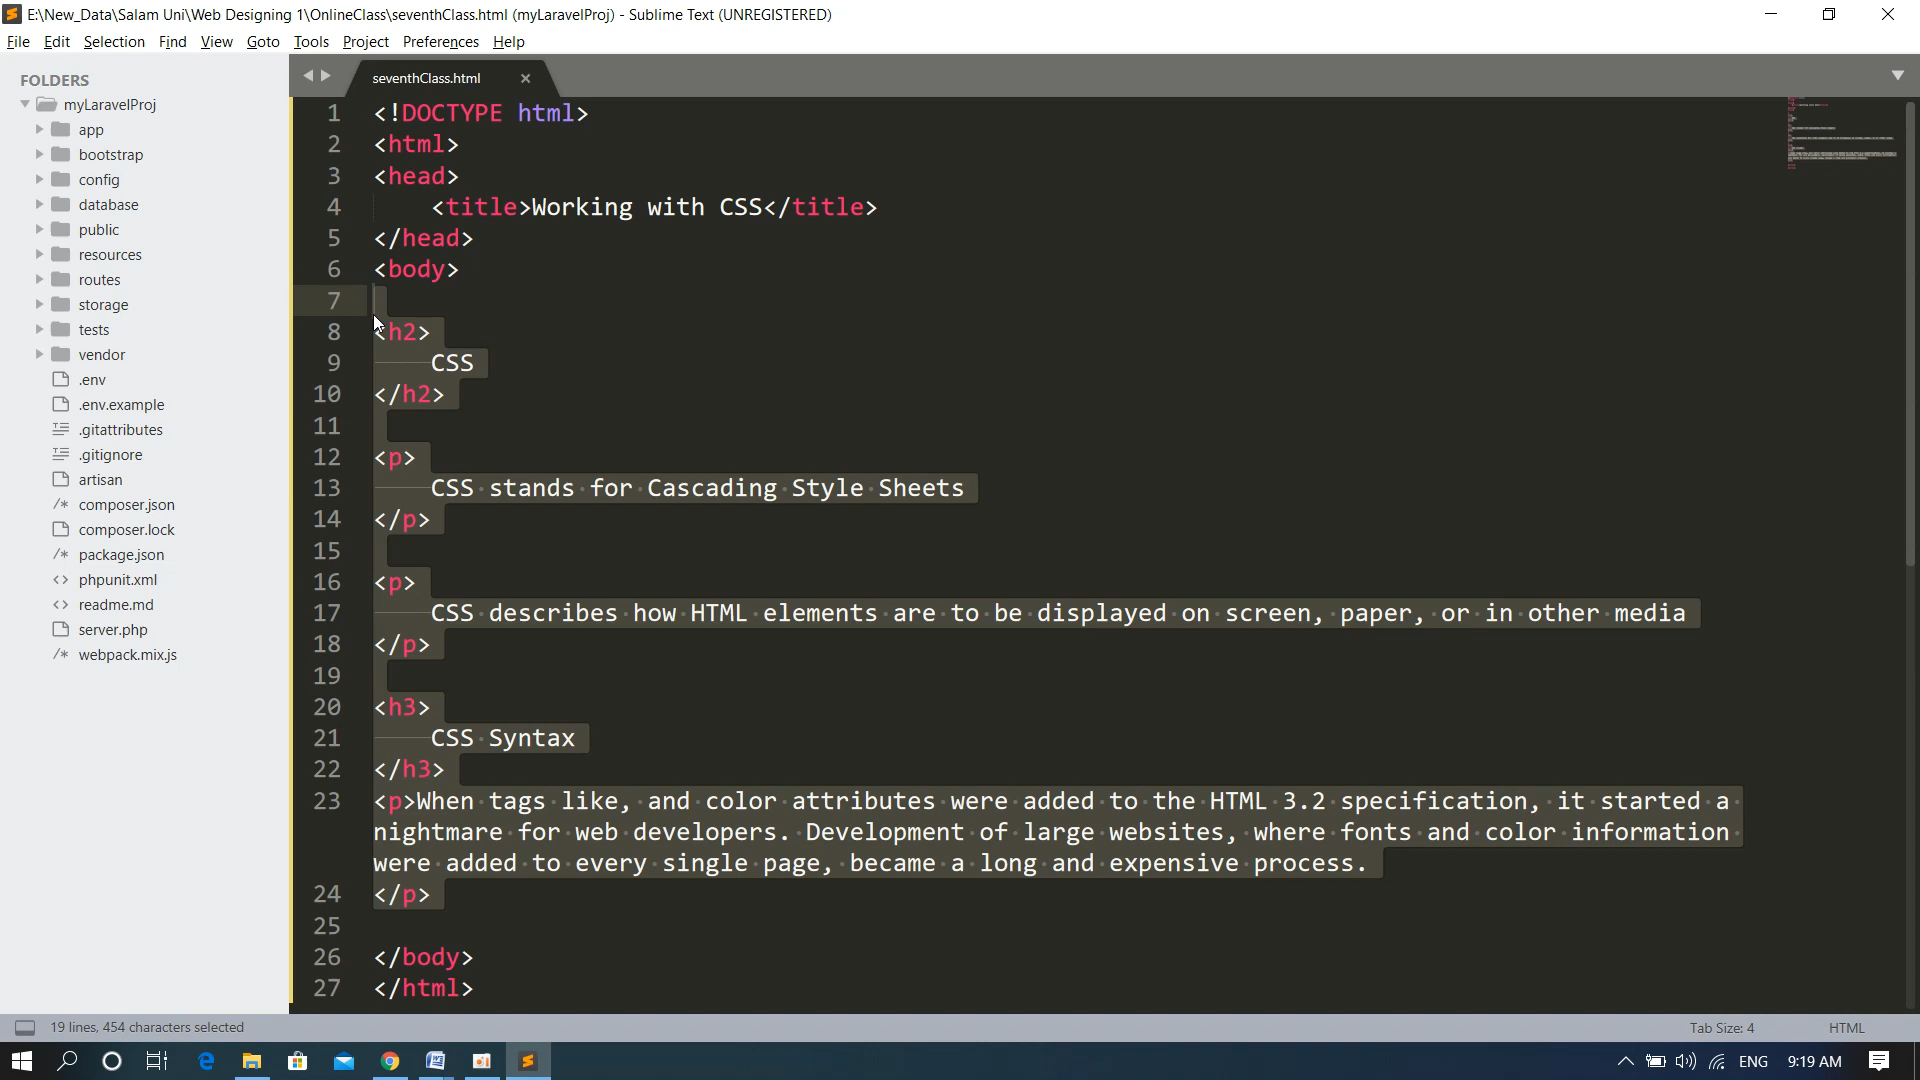 E:\New_Data\Salam Uni\Web Designing 1\OnlineClass\seventhClass.html (myLaravelProj) - Sublime Text (UNREGISTERED)
File Edit Selection Find View Goto Tools Project Preferences Help
FOLDERS
myLaravelProj
app
bootstrap
config
database
public
resources
routes
storage
tests
vendor
.env
.env.example
.gitattributes
.gitignore
artisan
/* composer.json
composer.lock
/* package.json
<> phpunit.xml
<> readme.md
server.php
/* webpack.mix.js
seventhClass.html
1 <!DOCTYPE html>
2 <html>
3 <head>
4 <title>Working with CSS</title>
5 </head>
6 <body>
7
8 <h2>
9 CSS
10 </h2>
11
12 <p>
13 CSS stands for Cascading Style Sheets
14 </p>
15
16 <p>
17 CSS describes how HTML elements are to be displayed on screen, paper, or in other media
18 </p>
19
20 <h3>
21 CSS Syntax
22 </h3>
23 <p>When tags like, and color attributes were added to the HTML 3.2 specification, it started a
nightmare for web developers. Development of large websites, where fonts and color information
were added to every single page, became a long and expensive process.
24 </p>
25
26 </body>
27 </html>
19 lines, 454 characters selected
Tab Size: 4
HTML
ENG
9:19 AM